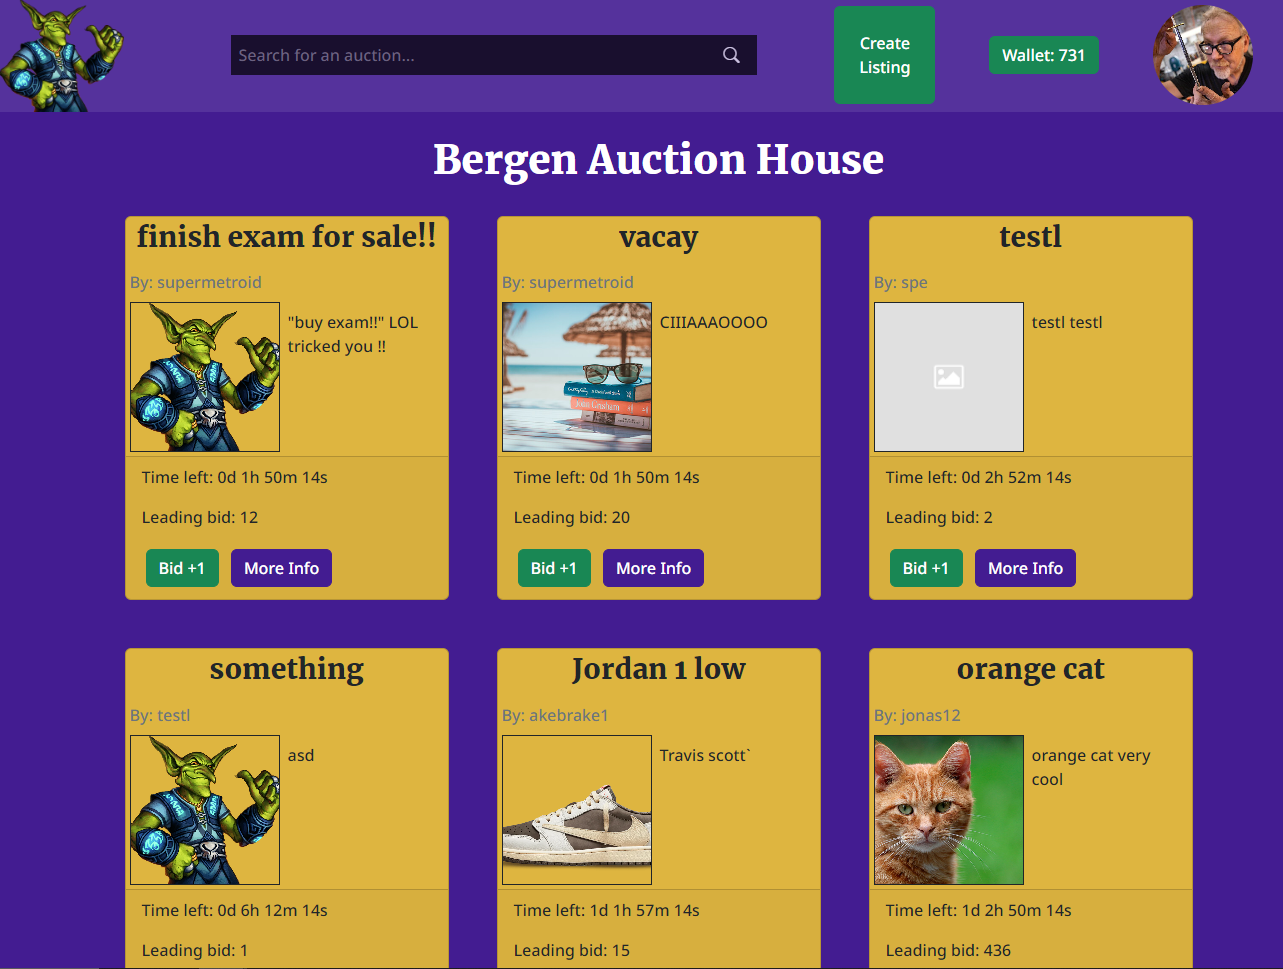 Search for an auction...
Create
Listing
Wallet: 731
Bergen Auction House
finish exam for sale!!
By: supermetroid
"buy exam!!" LOL
tricked you !!
Time left: 0d 1h 50m 14s
Leading bid: 12
Bid +1
More Info
vacay
By: supermetroid
CIIIAAAOOOO
Time left: 0d 1h 50m 14s
Leading bid: 20
Bid +1
More Info
testl
By: spe
testl testl
Time left: 0d 2h 52m 14s
Leading bid: 2
Bid +1
More Info
something
By: testl
asd
Time left: 0d 6h 12m 14s
Leading bid: 1
Jordan 1 low
By: akebrake1
Travis scott`
Time left: 1d 1h 57m 14s
Leading bid: 15
orange cat
By: jonas12
orange cat very
cool
Time left: 1d 2h 50m 14s
Leading bid: 436